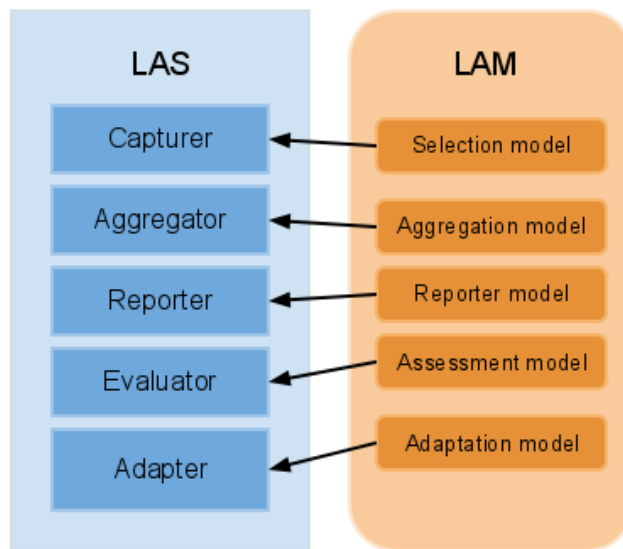 LAS
LAM
Capturer
Selection model
Aggregator
Aggregation model
Reporter
Reporter model
Evaluator
Assessment model
Adapter
Adaptation model